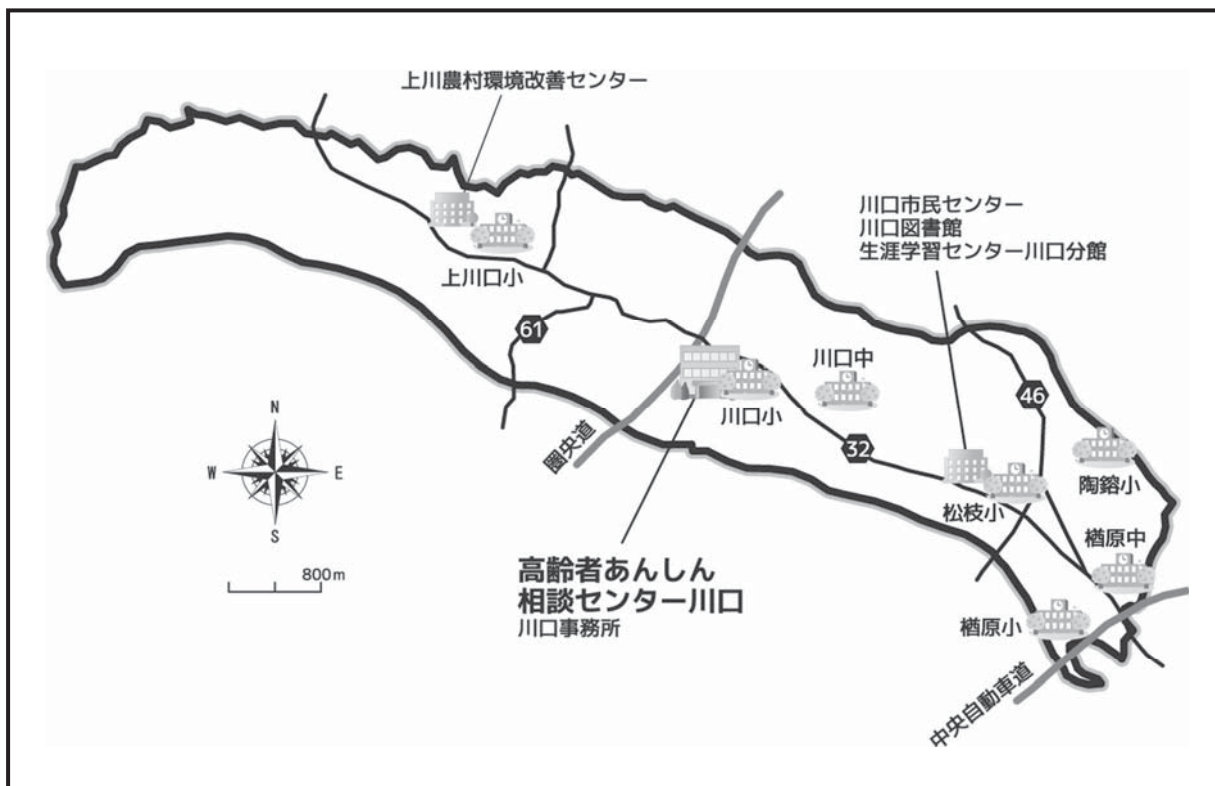 上川農村環境改善センター
川口市民センター
川口図書館
生涯学習センター川口分館
上川口小
61
川口中
川口小
46
圏央道
32
陶鎔小
松枝小
N
W
E
S
楢原中
800m
高齢者あんしん
相談センター川口
川口事務所
楢原小
中央自動車道